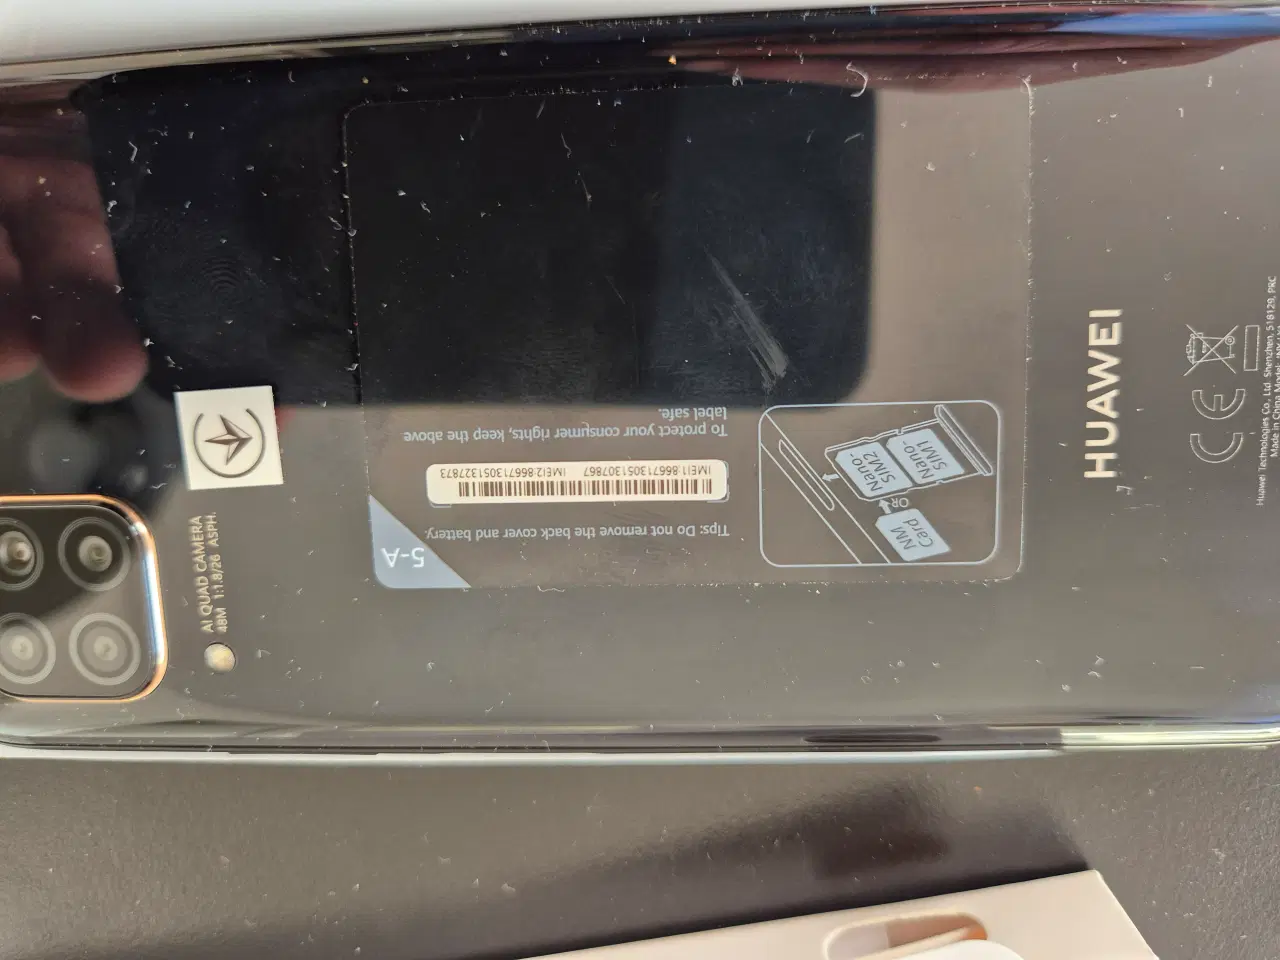 AI QUAD CAMERA
48M 1:1.8/26 ASPH.
5-A
Tips: Do not remove the back cover and battery.
IMEI1:866713051307867 IMEI2:866713051327873
To protect your consumer rights, keep the above
label safe.
NM
Card
OR
Nano-
SIM2
Nano-
SIM1
HUAWEI
CE
Huawei Technologies Co., Ltd. Shenzhen, 518129, PRC
Made in China Model: